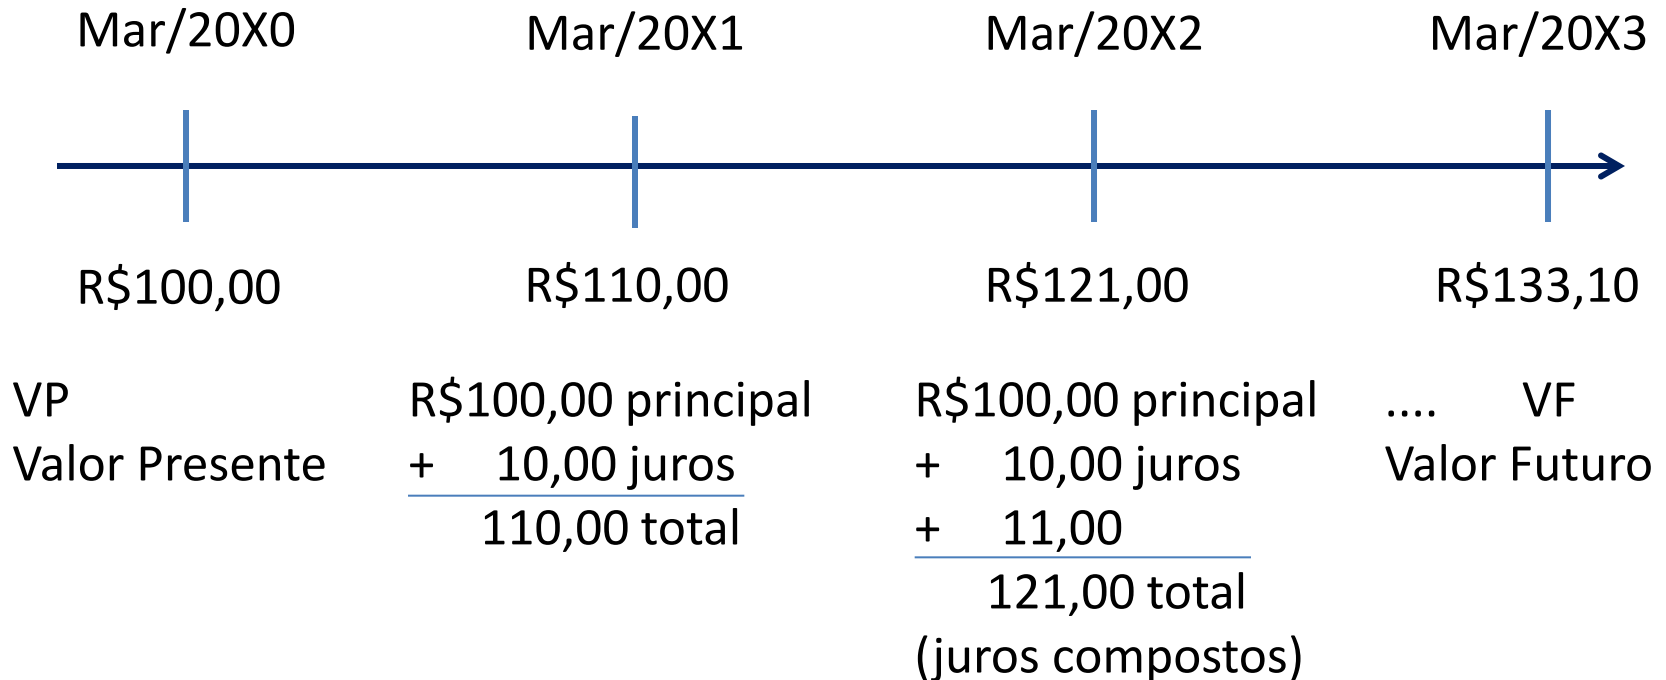 Mar/20X0 Mar/20X1 Mar/20X2 Mar/20X3
R$100,00 R$110,00 R$121,00 R$133,10
VP R$100,00 principal R$100,00 principal .... VF
Valor Presente + 10,00 juros + 10,00 juros Valor Futuro
110,00 total + 11,00
121,00 total
(juros compostos)